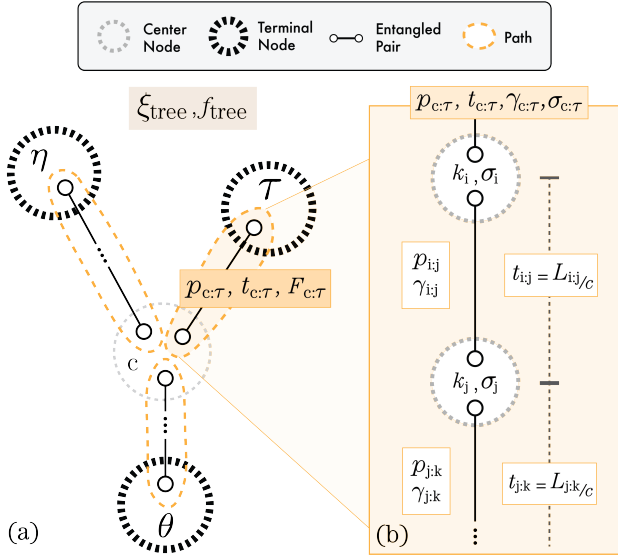 Center Node
Terminal Node
Entangled Pair
Path
ξtree , ftree
η
τ
pc:τ, tc:τ, Fc:τ
c
θ
(a)
pc:τ, tc:τ, γc:τ, σc:τ
ki , σi
pi:j
γi:j
ti:j = Li:j/c
kj , σj
pj:k
γj:k
tj:k = Lj:k/c
(b)